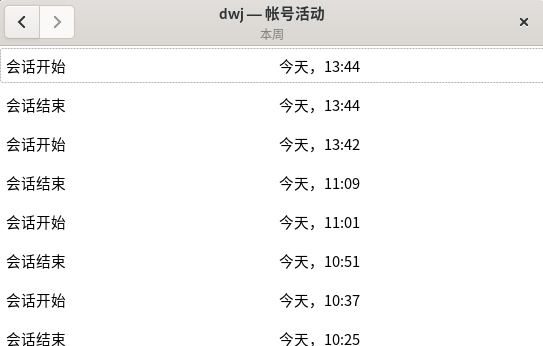 dwj — 帐号活动
本周
会话开始 今天，13:44
会话结束 今天，13:44
会话开始 今天，13:42
会话结束 今天，11:09
会话开始 今天，11:01
会话结束 今天，10:51
会话开始 今天，10:37
会话结束 今天，10:25